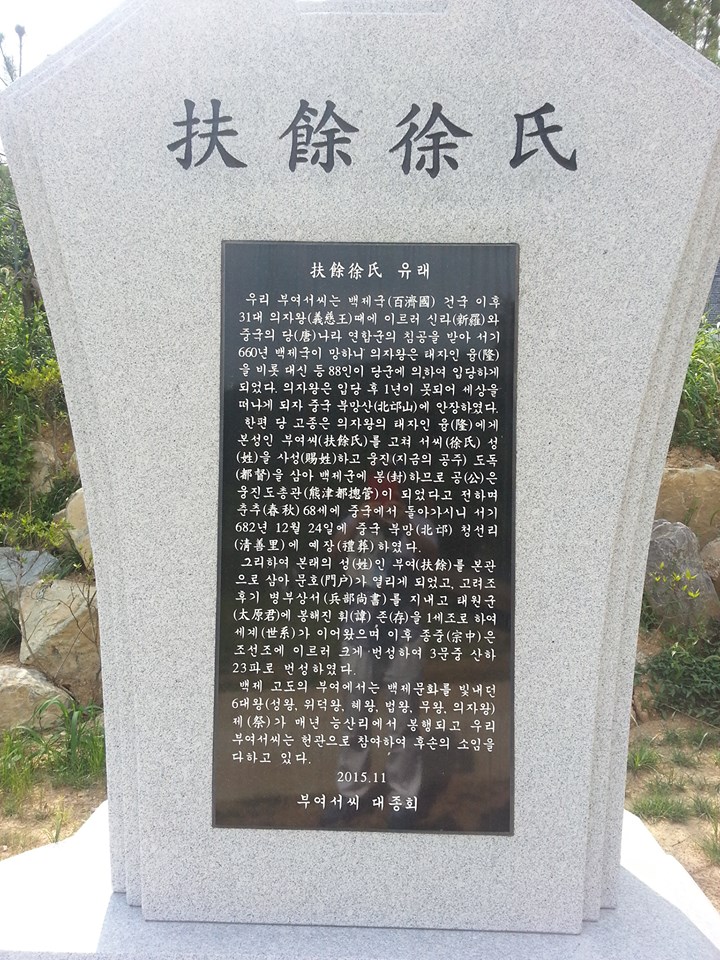 扶餘徐氏
扶餘徐氏 유래
우리 부여서씨는 백제국(百濟國) 건국 이후
31대 의자왕(義慈王)때에 이르러 신라(新羅)와
중국의 당(唐)나라 연합군의 침공을 받아 서기
660년 백제국이 망하니 의자왕은 태자인 융(隆)
을 비롯 대신 등 88인이 당군에 의하여 입당하게
되었다. 의자왕은 입당 후 1년이 못되어 세상을
떠나게 되자 중국 북망산(北邙山)에 안장하였다.
한편 당 고종은 의자왕의 태자인 융(隆)에게
본성인 부여씨(扶餘氏)를 고쳐 서씨(徐氏) 성
(姓)을 사성(賜姓)하고 웅진(지금의 공주) 도독
(都督)을 삼아 백제군에 봉(封)하므로 공(公)은
웅진도총관(熊津都摠管)이 되었다고 전하며
춘추(春秋) 68세에 중국에서 돌아가시니 서기
682년 12월 24일에 중국 북망(北邙) 청선리
(清善里)에 예장(禮葬)하였다.
그리하여 본래의 성(姓)인 부여(扶餘)를 본관
으로 삼아 문호(門户)가 열리게 되었고, 고려조
후기 병부상서(兵部尚書)를 지내고 태원군
(太原君)에 봉해진 휘(諱) 존(存)을 1세조로 하여
세계(世系)가 이어왔으며 이후 종중(宗中)은
조선조에 이르러 크게 번성하여 3문중 산하
23파로 번성하였다.
백제 고도의 부여에서는 백제문화를 빛내던
6대왕(성왕, 위덕왕, 혜왕, 법왕, 무왕, 의자왕)
제(祭)가 매년 능산리에서 봉행되고 우리
부여서씨는 헌관으로 참여하여 후손의 소임을
다하고 있다.
2015.11
부여서씨 대종회